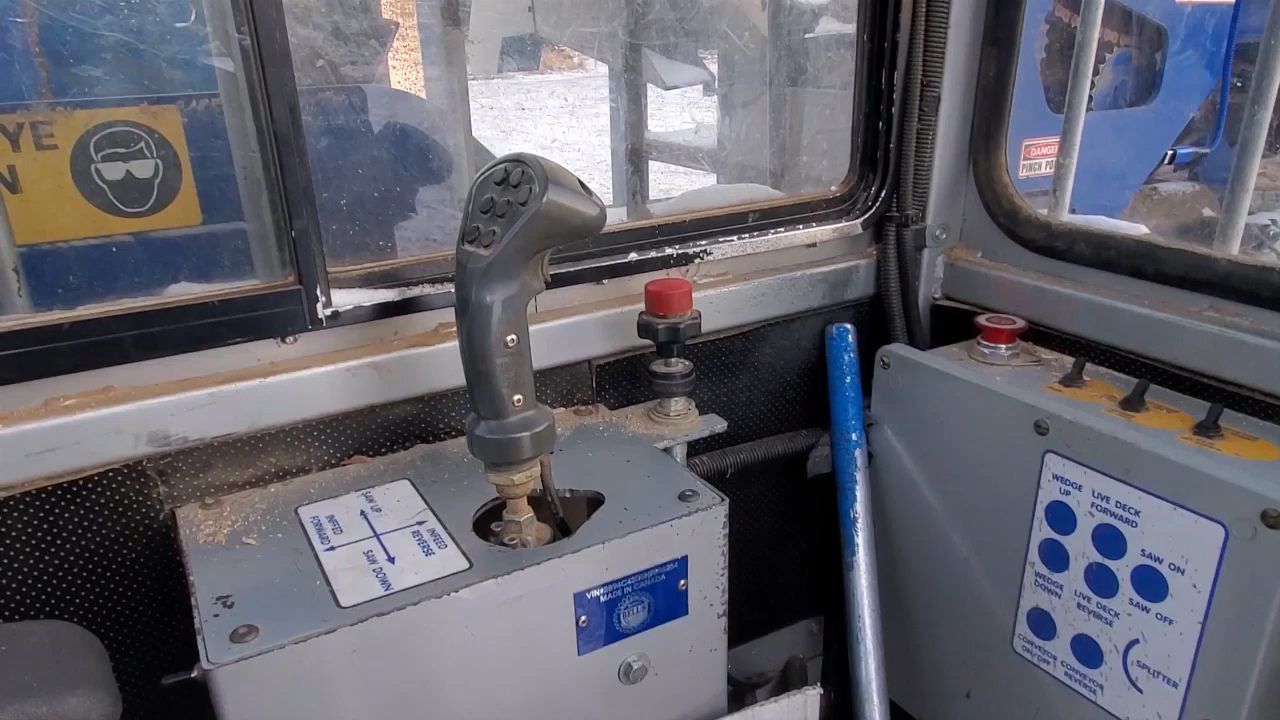 YE
N
DANGER
PINCH PO
SAW UP
INFEED
FORWARD
INFEED
REVERSE
SAW DOWN
MADE IN CANADA
WEDGE
UP
LIVE DECK
FORWARD
SAW ON
WEDGE
DOWN
LIVE DECK
REVERSE
SAW OFF
CONVEYOR
ON/OFF
CONVEYOR
REVERSE
SPLITTER